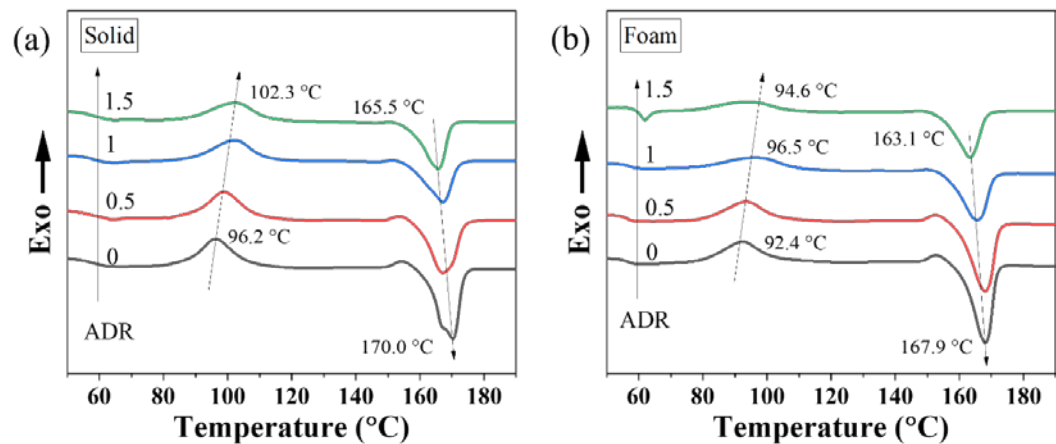 (a)
Solid
Exo
1.5
1
0.5
0
ADR
102.3 °C
165.5 °C
96.2 °C
170.0 °C
60 80 100 120 140 160 180
Temperature (°C)
(b)
Foam
Exo
1.5
1
0.5
0
ADR
94.6 °C
163.1 °C
96.5 °C
92.4 °C
167.9 °C
60 80 100 120 140 160 180
Temperature (°C)